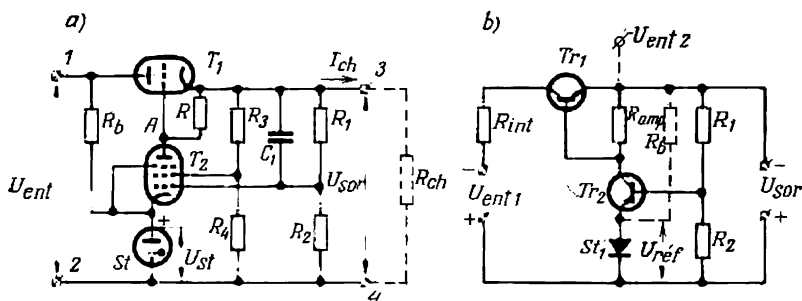 a)
b)
1
T1
Ich
3
Rb
A
R
R3
C1
R1
T2
Uent
Usor
Rch
+
St
Ust
R4
R2
2
4
Uent 2
Tr1
Rint
Ramp
Rb
R1
-
-
Uent 1
Tr2
Usor
+
St1
Uréf
R2
+